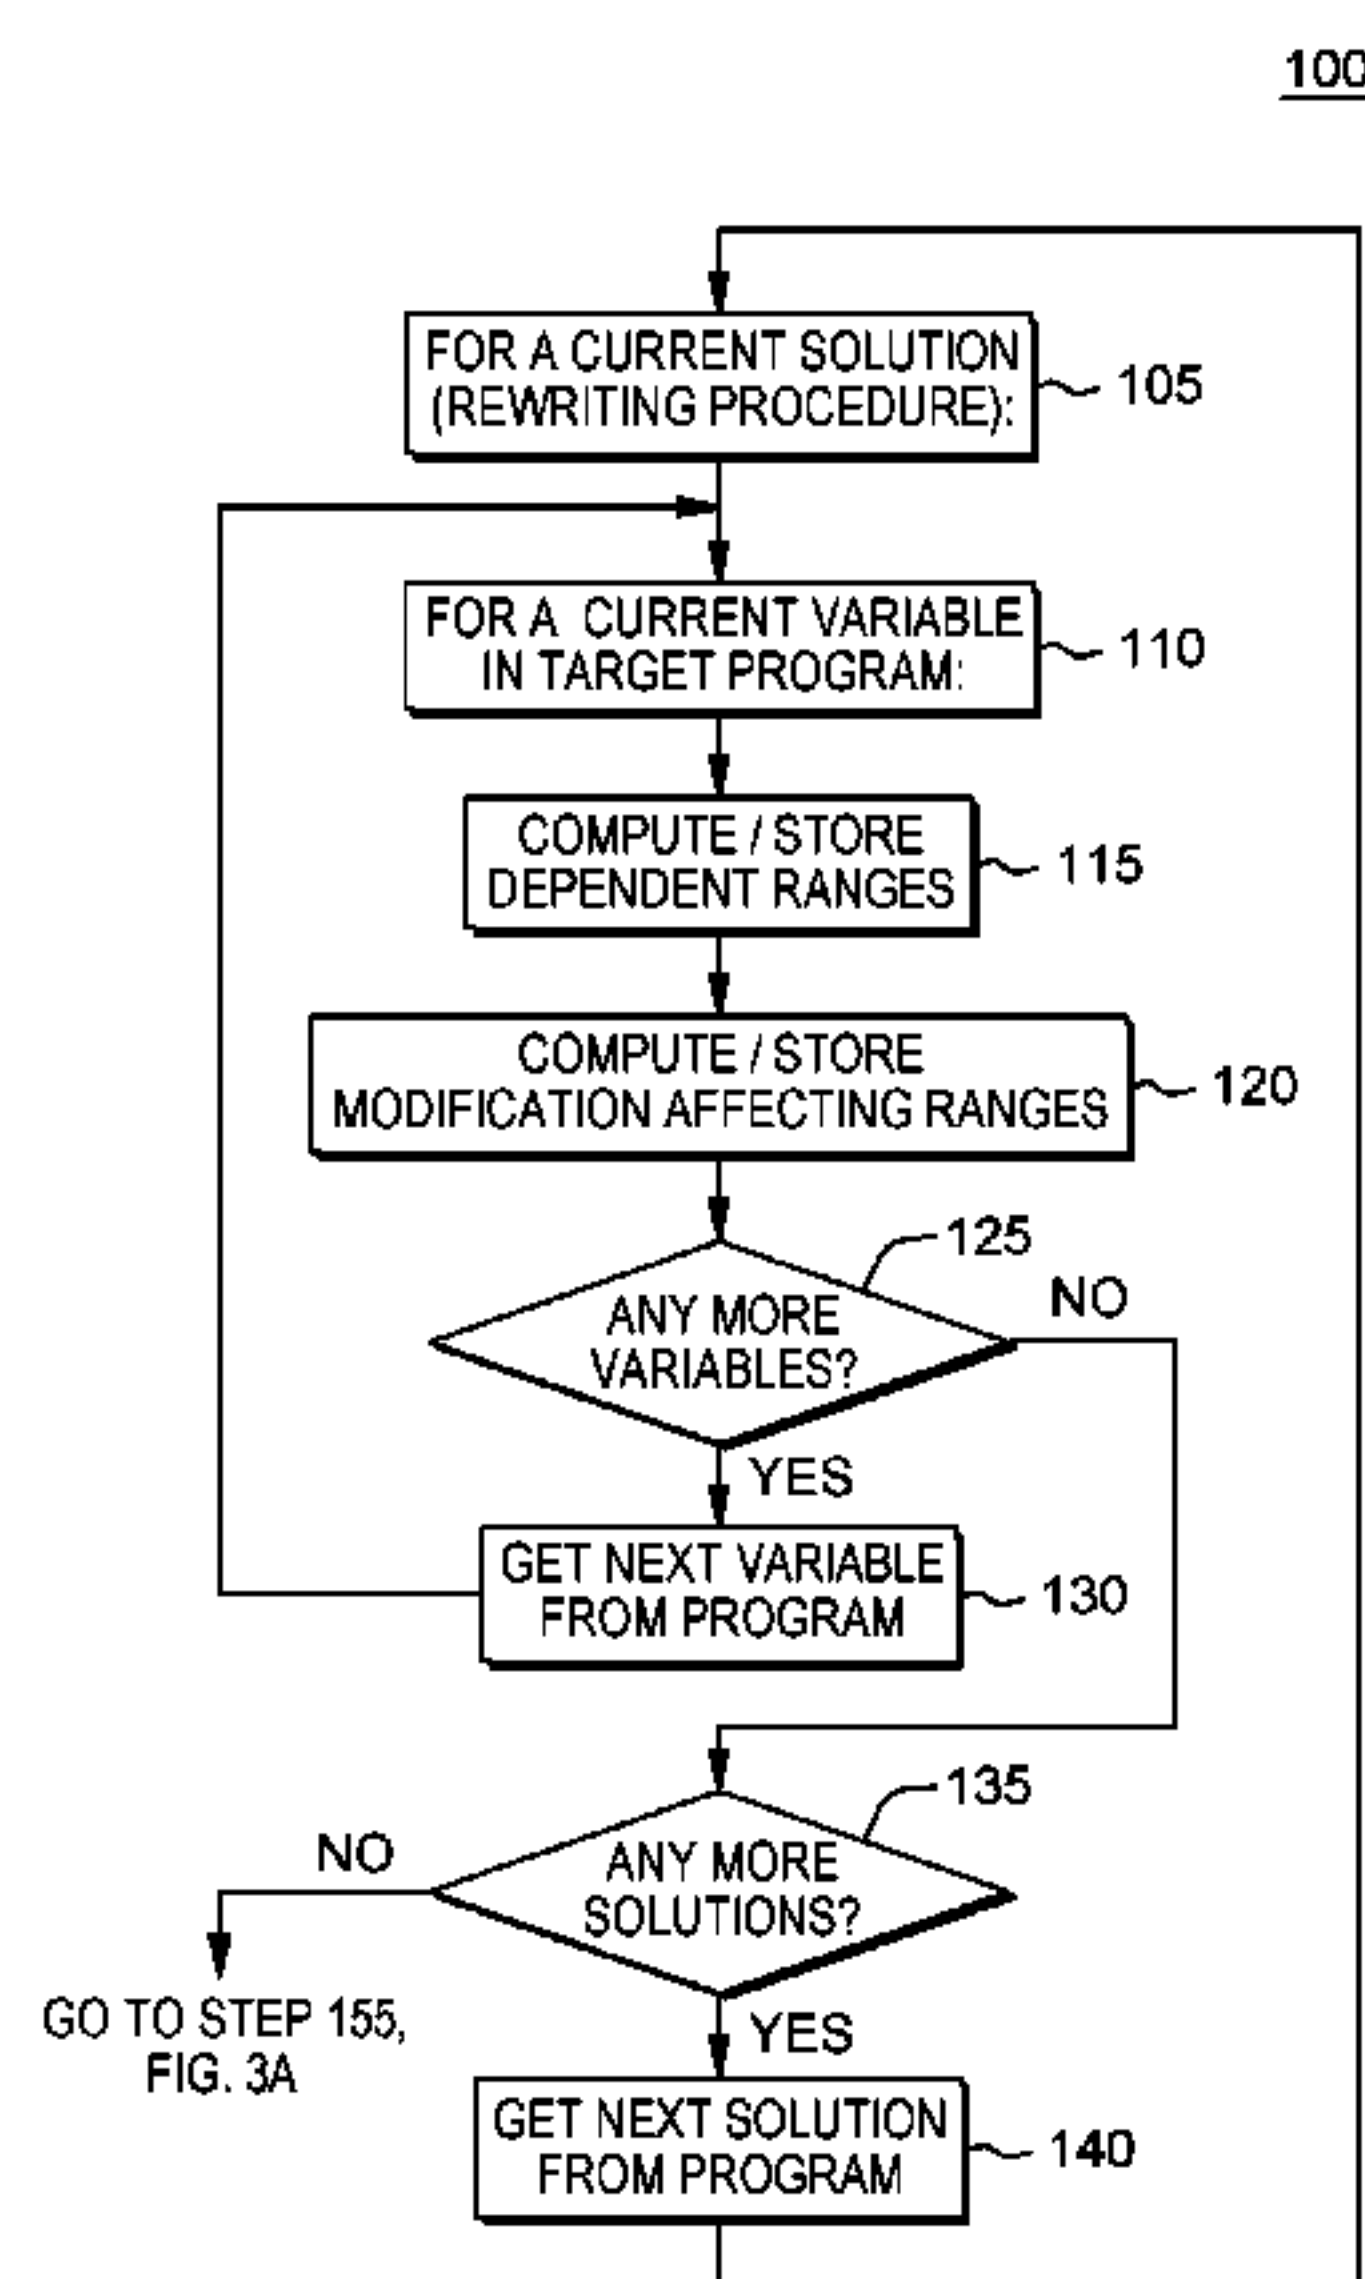 100
FOR A CURRENT SOLUTION
(REWRITING PROCEDURE):
105
FOR A CURRENT VARIABLE
IN TARGET PROGRAM:
110
COMPUTE / STORE
DEPENDENT RANGES
115
COMPUTE / STORE
MODIFICATION AFFECTING RANGES
120
125
ANY MORE
VARIABLES?
NO
YES
GET NEXT VARIABLE
FROM PROGRAM
130
135
ANY MORE
SOLUTIONS?
NO
GO TO STEP 155,
FIG. 3A
YES
GET NEXT SOLUTION
FROM PROGRAM
140